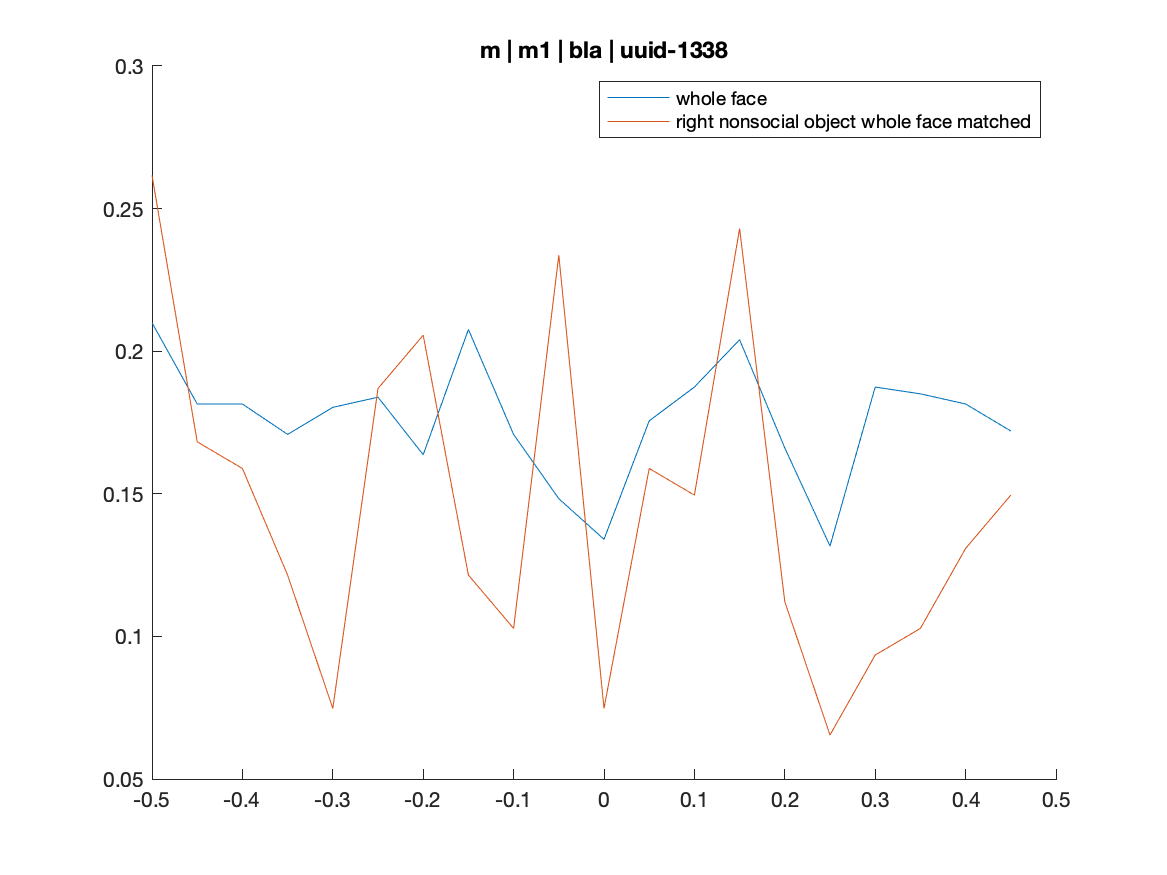 m | m1 | bla | uuid-1338
whole face
right nonsocial object whole face matched
0.3
0.25
0.2
0.15
0.1
0.05
-0.5 -0.4 -0.3 -0.2 -0.1 0 0.1 0.2 0.3 0.4 0.5